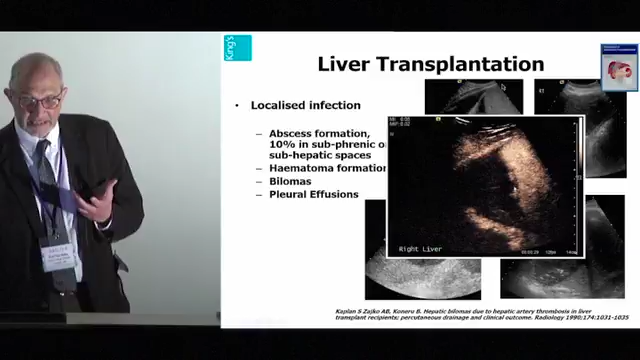 King's
Liver Transplantation
• Localised infection
– Abscess formation,
10% in sub-phrenic o
sub-hepatic spaces
– Haematoma formation
– Bilomas
– Pleural Effusions
Right Liver
Kaplan S Zajko AB, Koneru B. Hepatic bilomas due to hepatic artery thrombosis in liver
transplant recipients; percutaneous drainage and clinical outcome. Radiology 1990;174:1031-1035